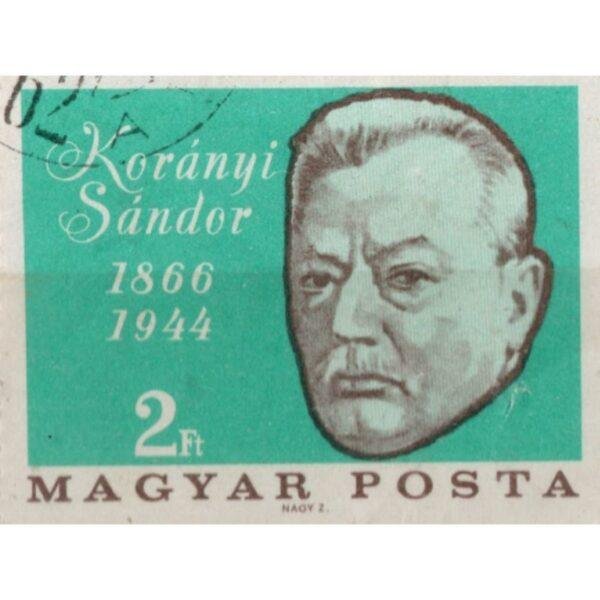 Korányi
Sándor
1866
1944
2Ft
MAGYAR POSTA
NAGY Z.